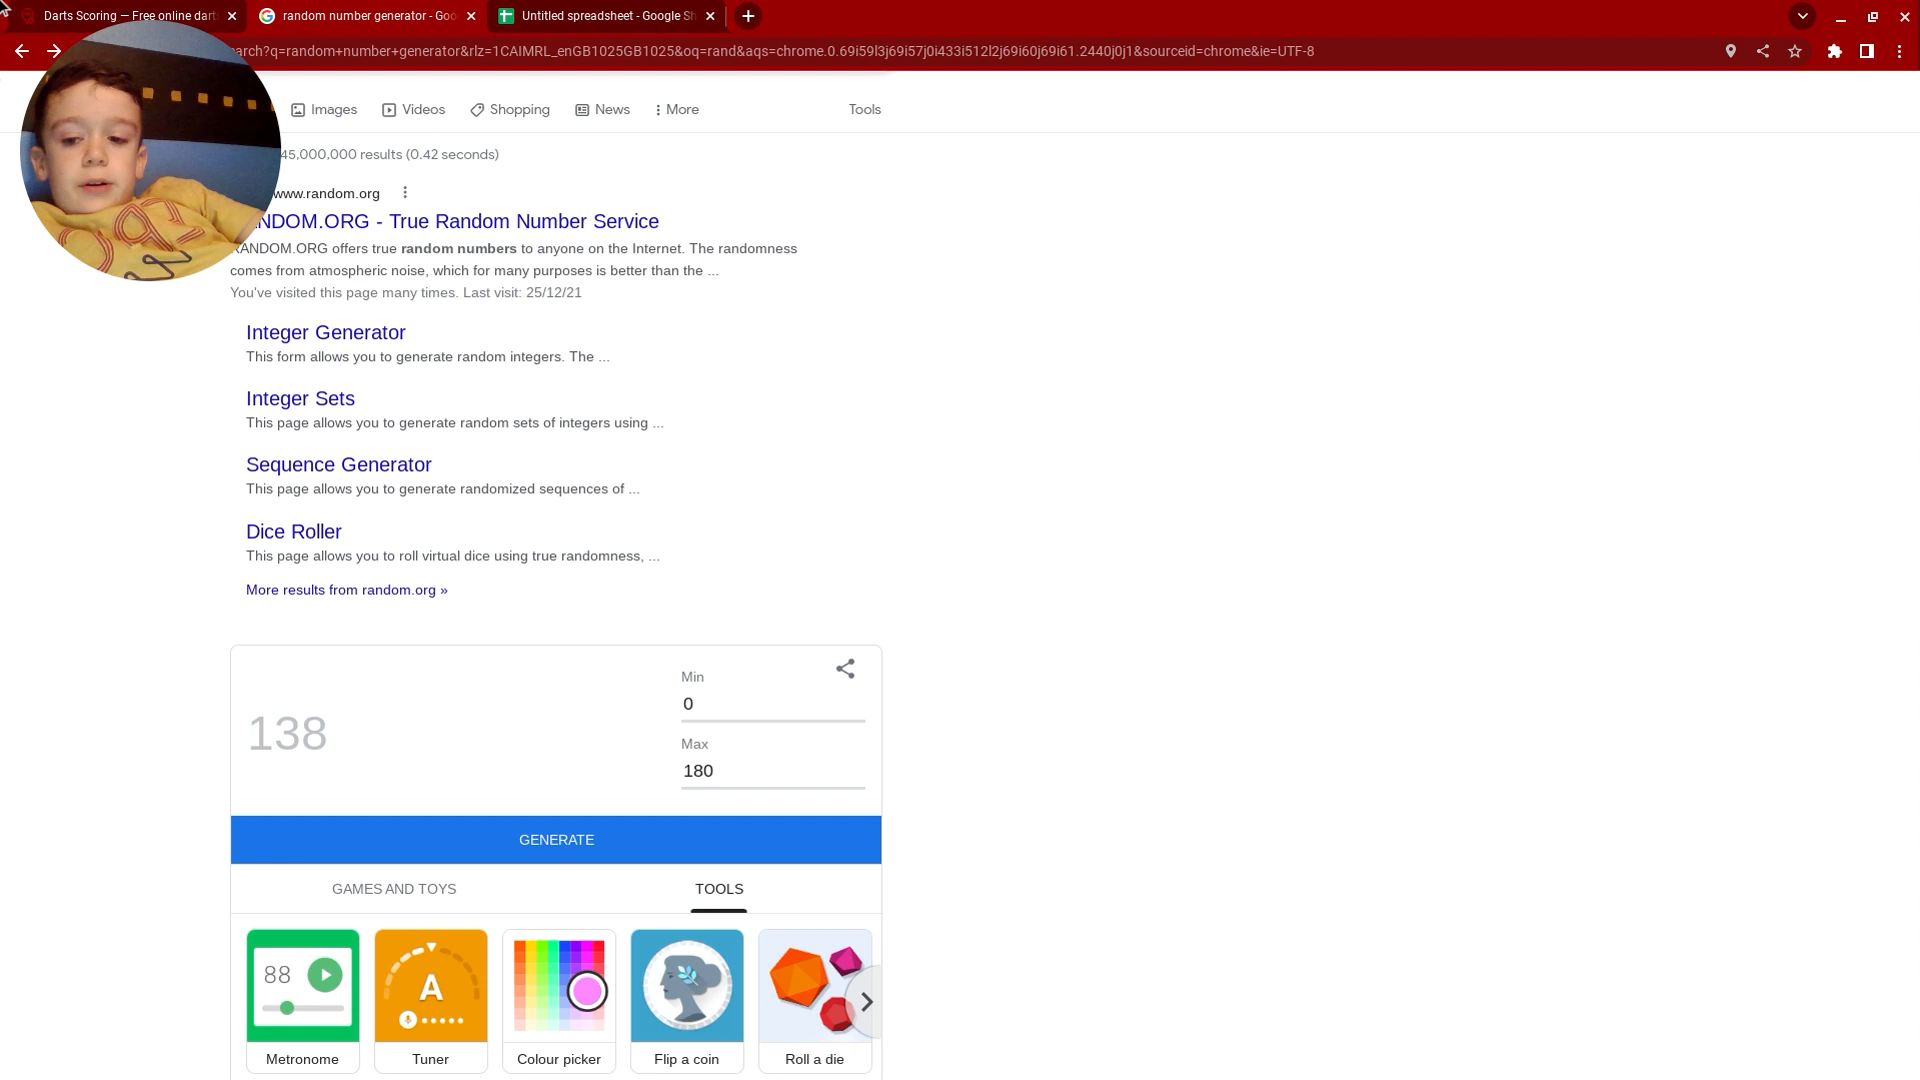 Darts Scoring — Free online dart
random number generator - Goo
Untitled spreadsheet - Google Sh
arch?q=random+number+generator&rlz=1CAIMRL_enGB1025GB1025&oq=rand&aqs=chrome.0.69i59l3j69i57j0i433i512l2j69i60j69i61.2440j0j1&sourceid=chrome&ie=UTF-8
Images
Videos
Shopping
News
More
Tools
45,000,000 results (0.42 seconds)
www.random.org
NDOM.ORG - True Random Number Service
RANDOM.ORG offers true random numbers to anyone on the Internet. The randomness
comes from atmospheric noise, which for many purposes is better than the ...
You've visited this page many times. Last visit: 25/12/21
Integer Generator
This form allows you to generate random integers. The ...
Integer Sets
This page allows you to generate random sets of integers using ...
Sequence Generator
This page allows you to generate randomized sequences of ...
Dice Roller
This page allows you to roll virtual dice using true randomness, ...
More results from random.org »
138
Min
0
Max
180
GENERATE
GAMES AND TOYS
TOOLS
88
A
Metronome
Tuner
Colour picker
Flip a coin
Roll a die